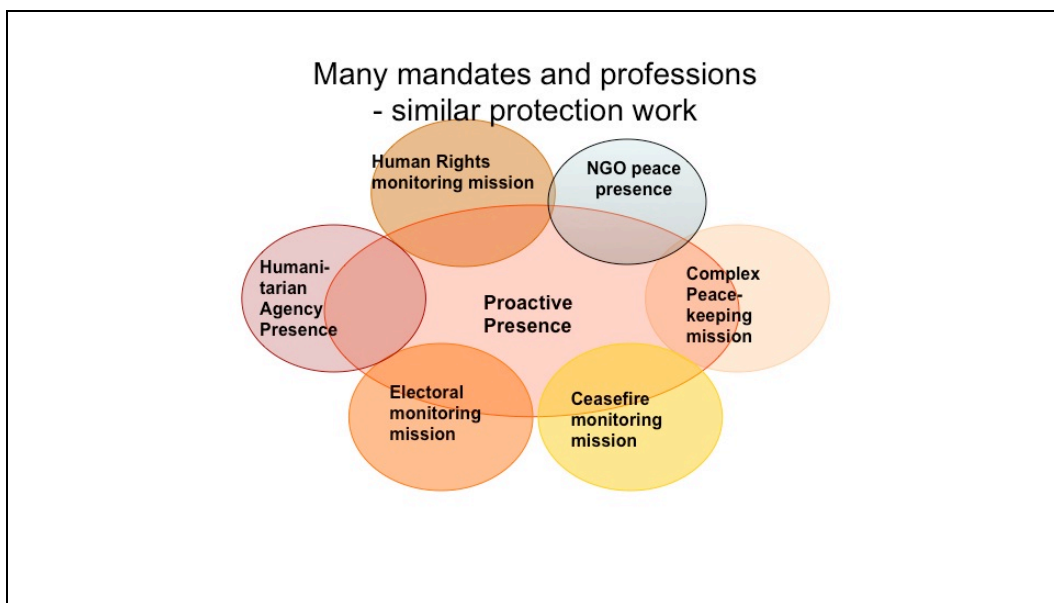 Many mandates and professions
- similar protection work
Human Rights
monitoring mission
NGO peace
presence
Humani-
tarian
Agency
Presence
Proactive
Presence
Complex
Peace-
keeping
mission
Electoral
monitoring
mission
Ceasefire
monitoring
mission